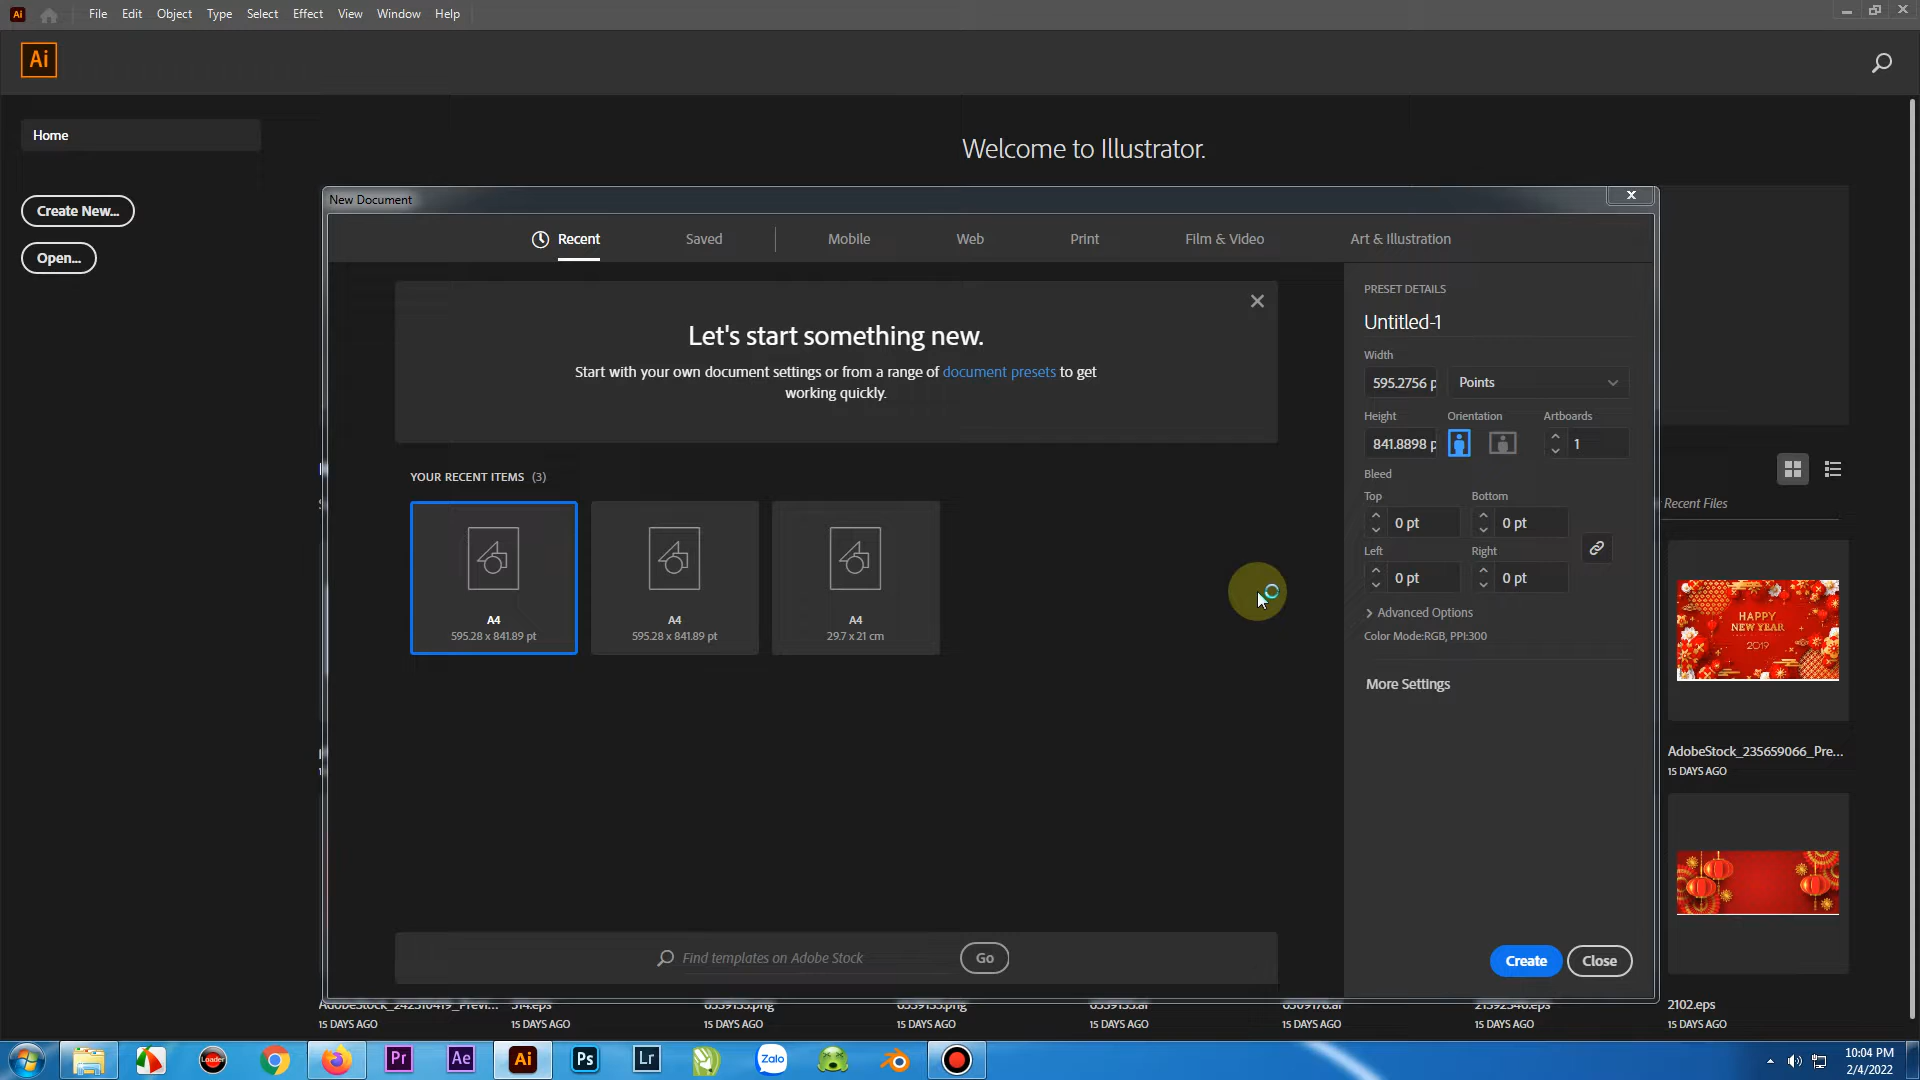 Ai File Edit Object Type Select Effect View Window Help
Ai
Home
Welcome to Illustrator.
Create New...
Open...
New Document
Recent Saved Mobile Web Print Film & Video Art & Illustration
Let's start something new.
Start with your own document settings or from a range of document presets to get
working quickly.
YOUR RECENT ITEMS (3)
A4
595.28 x 841.89 pt
A4
595.28 x 841.89 pt
A4
29.7 x 21 cm
Find templates on Adobe Stock Go
PRESET DETAILS
Untitled-1
Width
595.2756 p Points
Height Orientation Artboards
841.8898 p 1
Bleed
Top Bottom
0 pt 0 pt
Left Right
0 pt 0 pt
Advanced Options
Color Mode:RGB, PPI:300
More Settings
Create Close
Recent Files
HAPPY
NEW YEAR
2019
AdobeStock_235659066_Pre...
15 DAYS AGO
2102.eps
15 DAYS AGO 15 DAYS AGO 15 DAYS AGO 15 DAYS AGO 15 DAYS AGO 15 DAYS AGO 15 DAYS AGO 15 DAYS AGO
Loader Pr Ae Ai Ps Lr Zalo
10:04 PM
2/4/2022